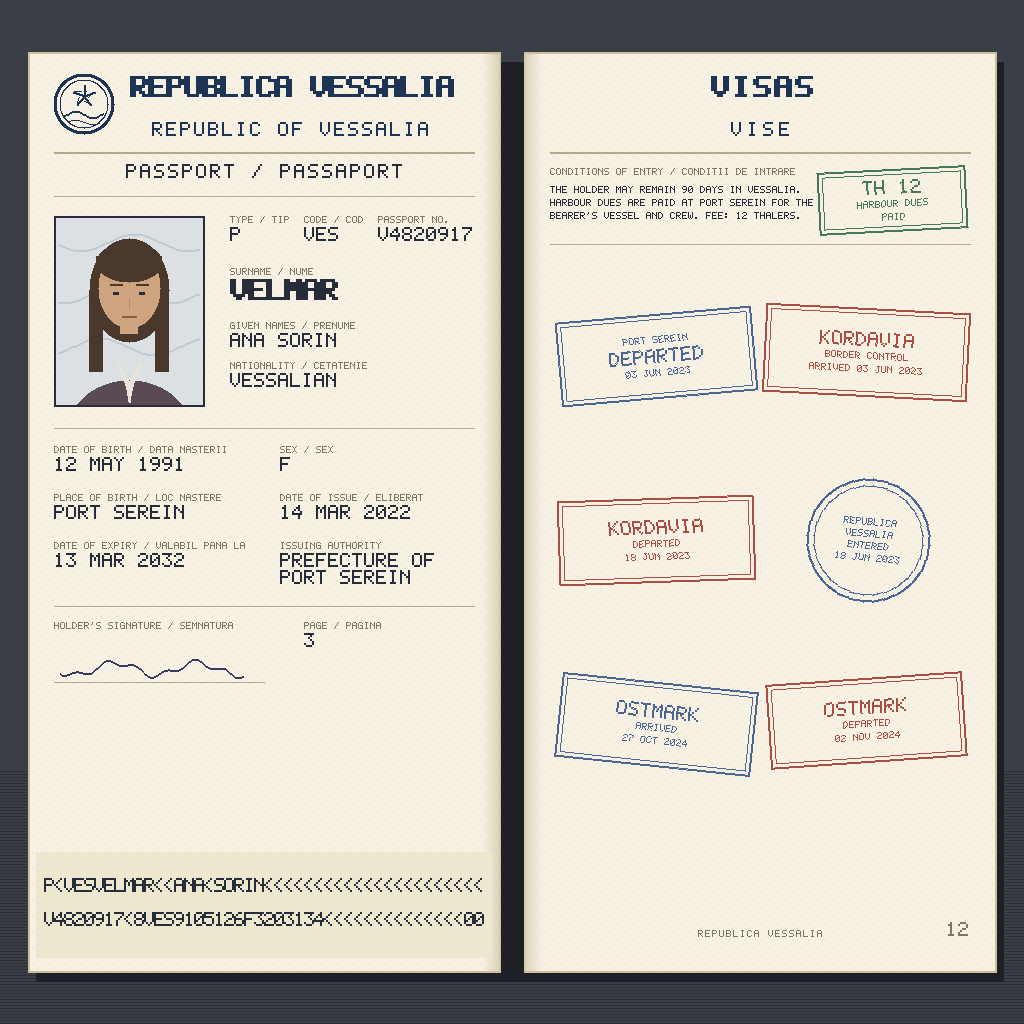 REPUBLICA VESSALIA
REPUBLIC OF VESSALIA
PASSPORT / PASSAPORT
TYPE / TIP CODE / COD PASSPORT NO.
P VES V4820917
SURNAME / NUME
VELMAR
GIVEN NAMES / PRENUME
ANA SORIN
NATIONALITY / CETATENIE
VESSALIAN
DATE OF BIRTH / DATA NASTERII SEX / SEX
12 MAY 1991 F
PLACE OF BIRTH / LOC NASTERE DATE OF ISSUE / ELIBERAT
PORT SEREIN 14 MAR 2022
DATE OF EXPIRY / VALABIL PANA LA ISSUING AUTHORITY
13 MAR 2032 PREFECTURE OF
PORT SEREIN
HOLDER'S SIGNATURE / SEMNATURA PAGE / PAGINA
3
P<VESVELMAR<<ANA<SORIN<<<<<<<<<<<<<<<<<<<<<<
V4820917<8VES9105126F3203134<<<<<<<<<<<<<<00
VISAS
VISE
CONDITIONS OF ENTRY / CONDITII DE INTRARE
THE HOLDER MAY REMAIN 90 DAYS IN VESSALIA.
HARBOUR DUES ARE PAID AT PORT SEREIN FOR THE
BEARER'S VESSEL AND CREW. FEE: 12 THALERS.
TH 12
HARBOUR DUES
PAID
PORT SEREIN
DEPARTED
03 JUN 2023
KORDAVIA
BORDER CONTROL
ARRIVED 03 JUN 2023
KORDAVIA
DEPARTED
18 JUN 2023
REPUBLICA
VESSALIA
ENTERED
18 JUN 2023
OSTMARK
ARRIVED
27 OCT 2024
OSTMARK
DEPARTED
02 NOV 2024
REPUBLICA VESSALIA 12